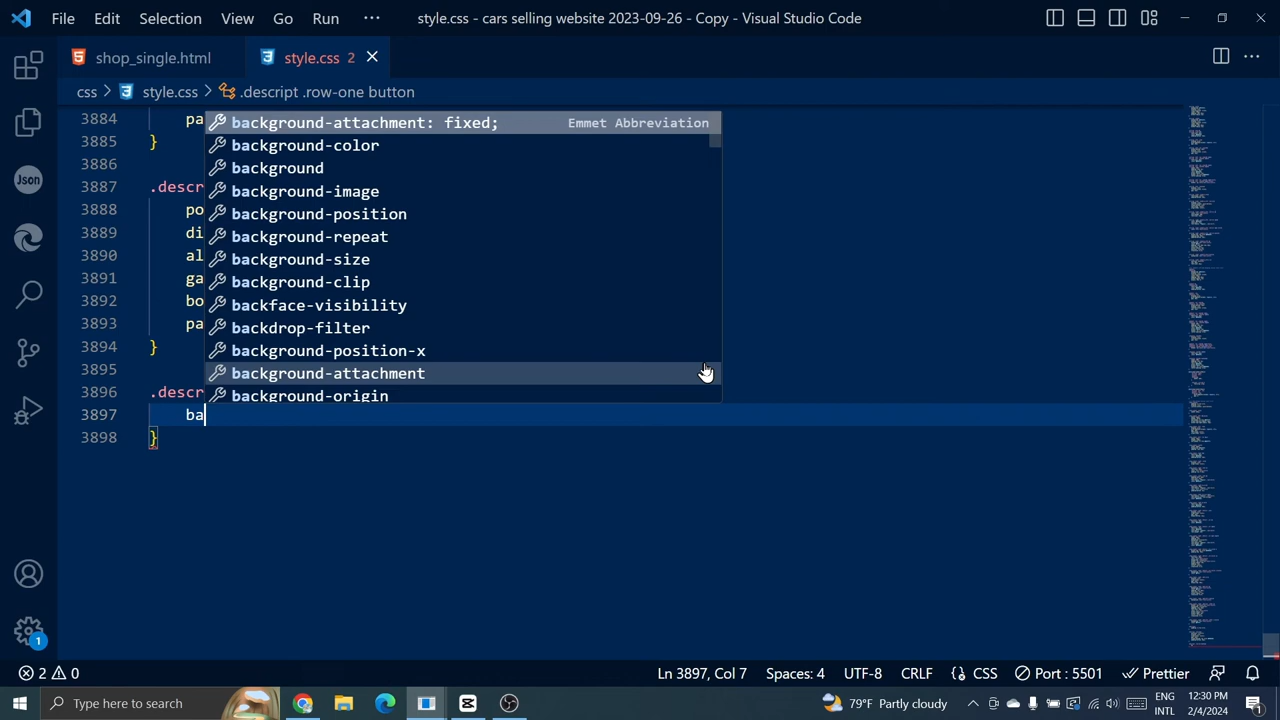 File Edit Selection View Go Run ··· style.css - cars selling website 2023-09-26 - Copy - Visual Studio Code
shop_single.html style.css 2
css > style.css > .descript .row-one button
3884 pa
3885 }
3886
3887 .descr
3888 po
3889 di
3890 al
3891 ga
3892 bo
3893 pa
3894 }
3895
3896 .descr
3897 ba
3898 }
background-attachment: fixed; Emmet Abbreviation
background-color
background
background-image
background-position
background-repeat
background-size
background-clip
backface-visibility
backdrop-filter
background-position-x
background-attachment
background-origin
Json
1
2 0 Ln 3897, Col 7 Spaces: 4 UTF-8 CRLF CSS Port : 5501 Prettier
Type here to search 79°F Partly cloudy ENG 12:30 PM
INTL 2/4/2024